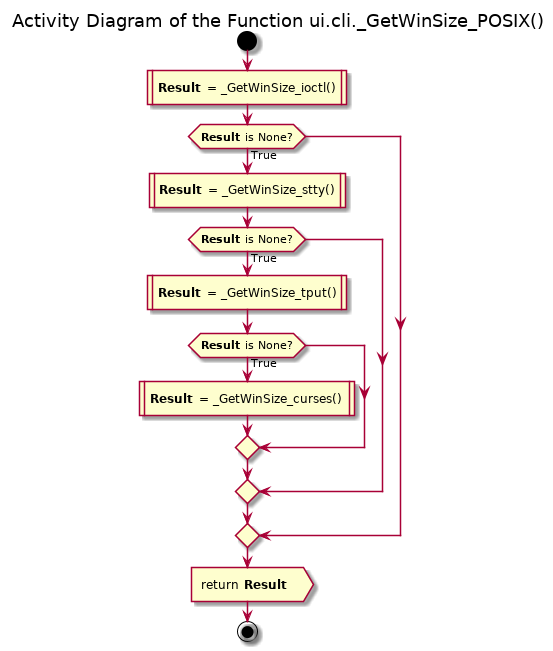 Activity Diagram of the Function ui.cli._GetWinSize_POSIX()
Result = _GetWinSize_ioctl()
Result is None?
True
Result = _GetWinSize_stty()
Result is None?
True
Result = _GetWinSize_tput()
Result is None?
True
Result = _GetWinSize_curses()
return Result